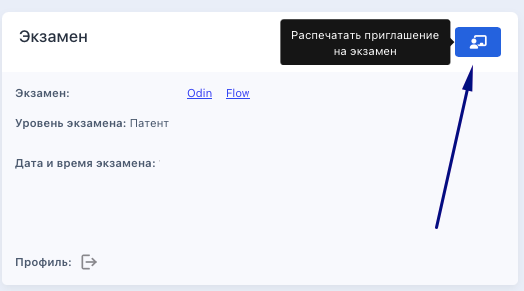 Экзамен
Распечатать приглашение
на экзамен
Экзамен: Odin Flow
Уровень экзамена: Патент
Дата и время экзамена:
Профиль: